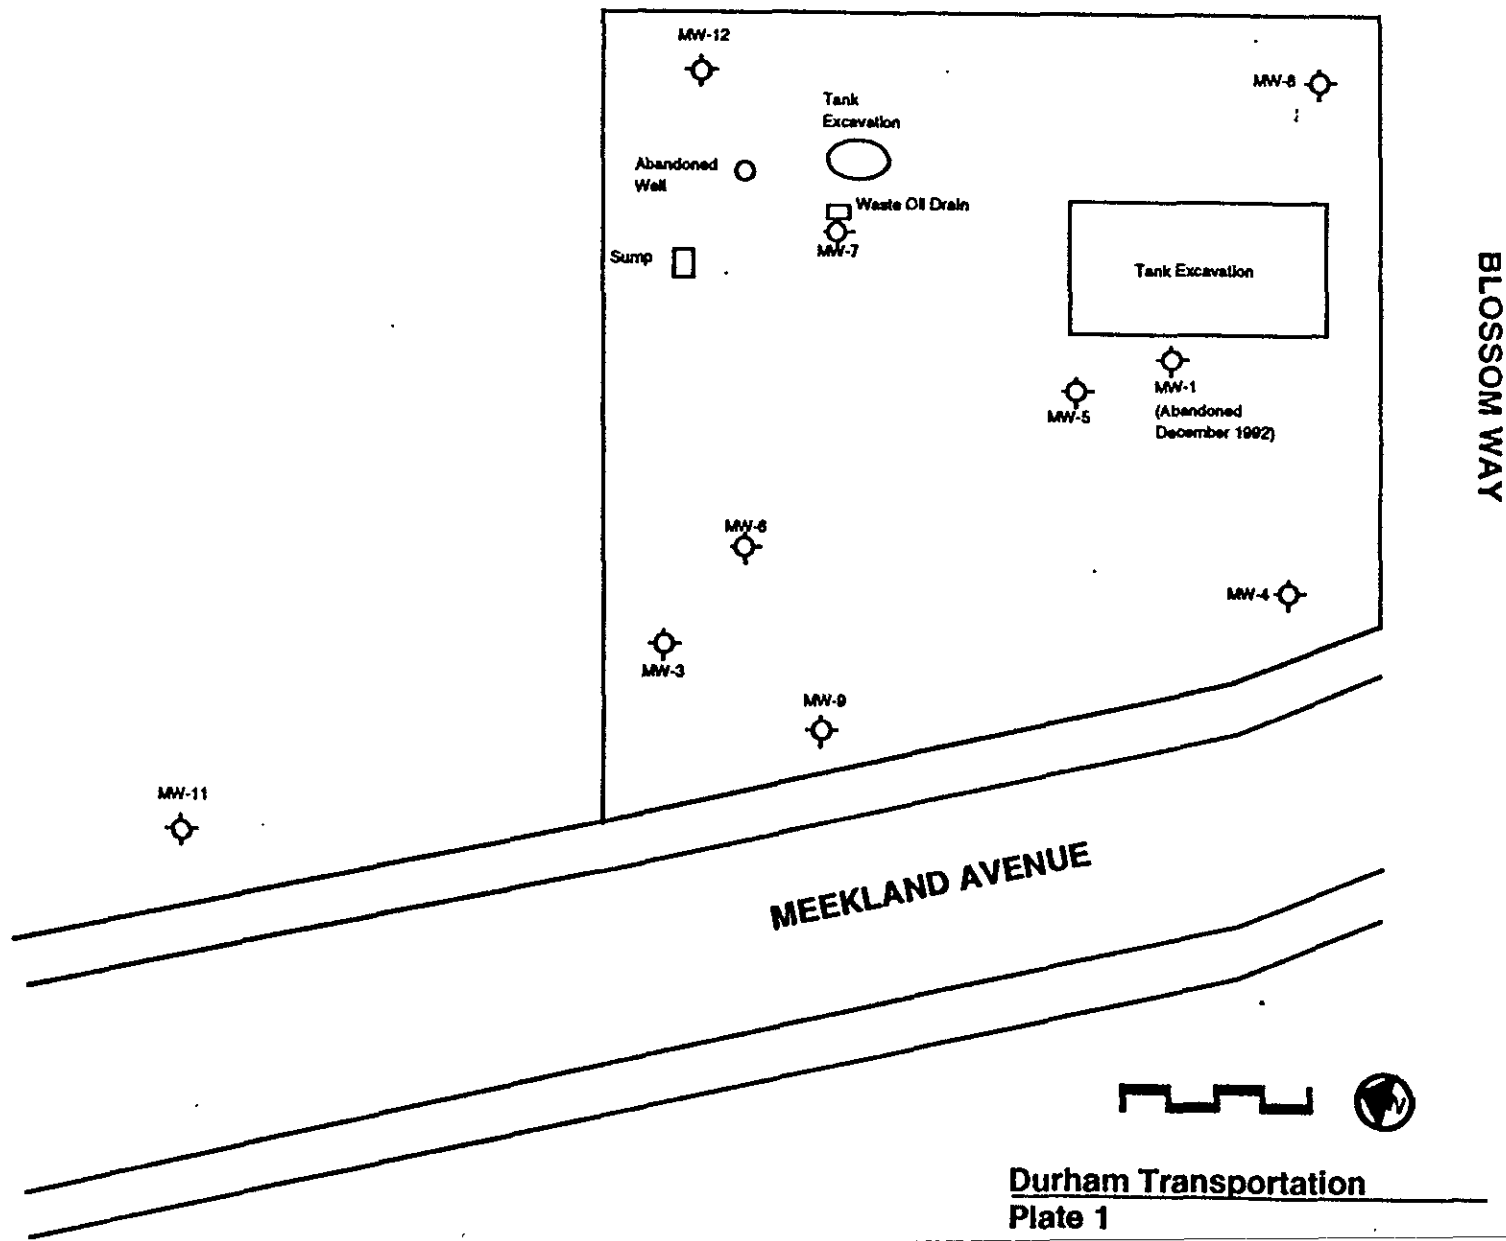 MW-12
MW-8
Tank
Excavation
Abandoned
Well
Waste Oil Drain
MW-7
Sump
Tank Excavation
BLOSSOM WAY
MW-1
(Abandoned
December 1992)
MW-5
MW-6
MW-4
MW-3
MW-9
MW-11
MEEKLAND AVENUE
N
Durham Transportation
Plate 1